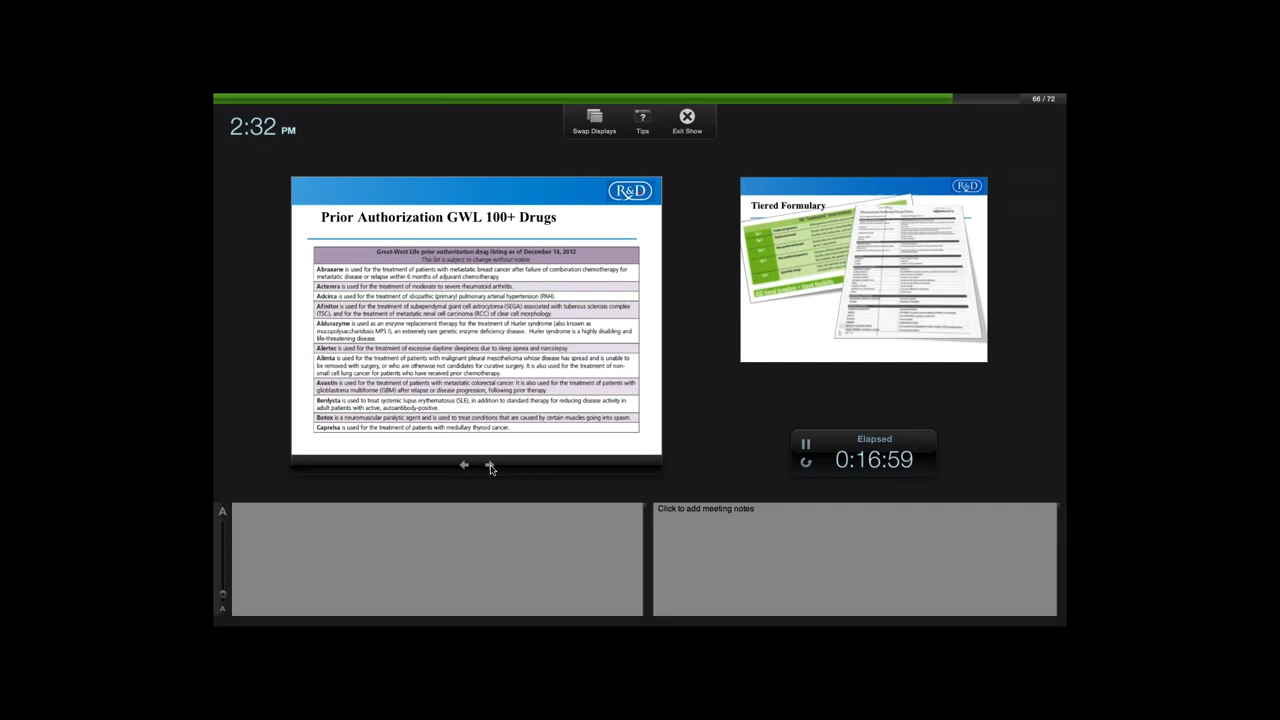 66 / 72
2:32 PM
Swap Displays
Tips
Exit Show
R&D
Prior Authorization GWL 100+ Drugs
Great-West Life prior authorization drug listing as of December 14, 2012
This list is subject to change without notice.
Abraxane is used for the treatment of patients with metastatic breast cancer after failure of combination chemotherapy for
metastatic disease or relapse within 6 months of adjuvant chemotherapy.
Actemra is used for the treatment of moderate to severe rheumatoid arthritis.
Adcirca is used for the treatment of idiopathic (primary) pulmonary arterial hypertension (PAH).
Afinitor is used for the treatment of subependymal giant cell astrocytoma (SEGA) associated with tuberous sclerosis complex
(TSC), and for the treatment of metastatic renal cell carcinoma (RCC) of clear cell morphology.
Aldurazyme is used as an enzyme replacement therapy for the treatment of Hurler syndrome (also known as
mucopolysaccharidosis MPS I), an extremely rare genetic enzyme deficiency disease. Hurler syndrome is a highly disabling and
life-threatening disease.
Alertec is used for the treatment of excessive daytime sleepiness due to sleep apnea and narcolepsy.
Alimta is used for the treatment of patients with malignant pleural mesothelioma whose disease has spread and is unable to
be removed with surgery, or who are otherwise not candidates for curative surgery. It is also used for the treatment of non-
small cell lung cancer for patients who have received prior chemotherapy.
Avastin is used for the treatment of patients with metastatic colorectal cancer. It is also used for the treatment of patients with
glioblastoma multiforme (GBM) after relapse or disease progression, following prior therapy.
Benlysta is used to treat systemic lupus erythematosus (SLE), in addition to standard therapy for reducing disease activity in
adult patients with active, autoantibody-positive.
Botox is a neuromuscular paralytic agent and is used to treat conditions that are caused by certain muscles going into spasm.
Caprelsa is used for the treatment of patients with medullary thyroid cancer.
R&D
Tiered Formulary
Elapsed
0:16:59
A
A
Click to add meeting notes